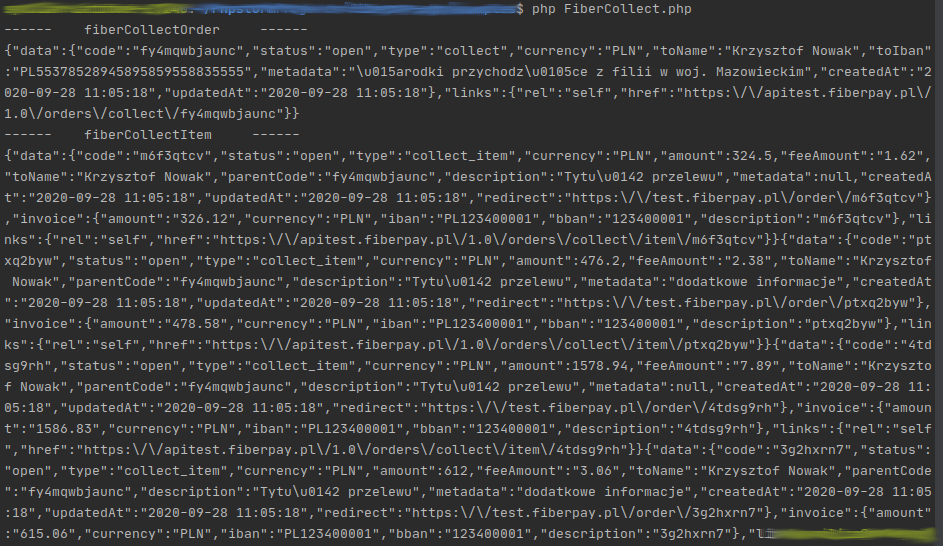 $ php FiberCollect.php
------    fiberCollectOrder     ------
{"data":{"code":"fy4mqwbjaunc","status":"open","type":"collect","currency":"PLN","toName":"Krzysztof Nowak","toIban"
:"PL55378528945895859558835555","metadata":"\u015arodki przychodz\u0105ce z filii w woj. Mazowieckim","createdAt":"2
020-09-28 11:05:18","updatedAt":"2020-09-28 11:05:18"},"links":{"rel":"self","href":"https:\/\/apitest.fiberpay.pl\/
1.0\/orders\/collect\/fy4mqwbjaunc"}}
------    fiberCollectItem     ------
{"data":{"code":"m6f3qtcv","status":"open","type":"collect_item","currency":"PLN","amount":324.5,"feeAmount":"1.62",
"toName":"Krzysztof Nowak","parentCode":"fy4mqwbjaunc","description":"Tytu\u0142 przelewu","metadata":null,"createdA
t":"2020-09-28 11:05:18","updatedAt":"2020-09-28 11:05:18","redirect":"https:\/\/test.fiberpay.pl\/order\/m6f3qtcv"}
,"invoice":{"amount":"326.12","currency":"PLN","iban":"PL123400001","bban":"123400001","description":"m6f3qtcv"},"li
nks":{"rel":"self","href":"https:\/\/apitest.fiberpay.pl\/1.0\/orders\/collect\/item\/m6f3qtcv"}}{"data":{"code":"pt
xq2byw","status":"open","type":"collect_item","currency":"PLN","amount":476.2,"feeAmount":"2.38","toName":"Krzysztof
 Nowak","parentCode":"fy4mqwbjaunc","description":"Tytu\u0142 przelewu","metadata":"dodatkowe informacje","createdAt
":"2020-09-28 11:05:18","updatedAt":"2020-09-28 11:05:18","redirect":"https:\/\/test.fiberpay.pl\/order\/ptxq2byw"},
"invoice":{"amount":"478.58","currency":"PLN","iban":"PL123400001","bban":"123400001","description":"ptxq2byw"},"lin
ks":{"rel":"self","href":"https:\/\/apitest.fiberpay.pl\/1.0\/orders\/collect\/item\/ptxq2byw"}}{"data":{"code":"4td
sg9rh","status":"open","type":"collect_item","currency":"PLN","amount":1578.94,"feeAmount":"7.89","toName":"Krzyszto
f Nowak","parentCode":"fy4mqwbjaunc","description":"Tytu\u0142 przelewu","metadata":null,"createdAt":"2020-09-28 11:
05:18","updatedAt":"2020-09-28 11:05:18","redirect":"https:\/\/test.fiberpay.pl\/order\/4tdsg9rh"},"invoice":{"amoun
t":"1586.83","currency":"PLN","iban":"PL123400001","bban":"123400001","description":"4tdsg9rh"},"links":{"rel":"self
","href":"https:\/\/apitest.fiberpay.pl\/1.0\/orders\/collect\/item\/4tdsg9rh"}}{"data":{"code":"3g2hxrn7","status":
"open","type":"collect_item","currency":"PLN","amount":612,"feeAmount":"3.06","toName":"Krzysztof Nowak","parentCode
":"fy4mqwbjaunc","description":"Tytu\u0142 przelewu","metadata":"dodatkowe informacje","createdAt":"2020-09-28 11:05
:18","updatedAt":"2020-09-28 11:05:18","redirect":"https:\/\/test.fiberpay.pl\/order\/3g2hxrn7"},"invoice":{"amount"
:"615.06","currency":"PLN","iban":"PL123400001","bban":"123400001","description":"3g2hxrn7"},"l